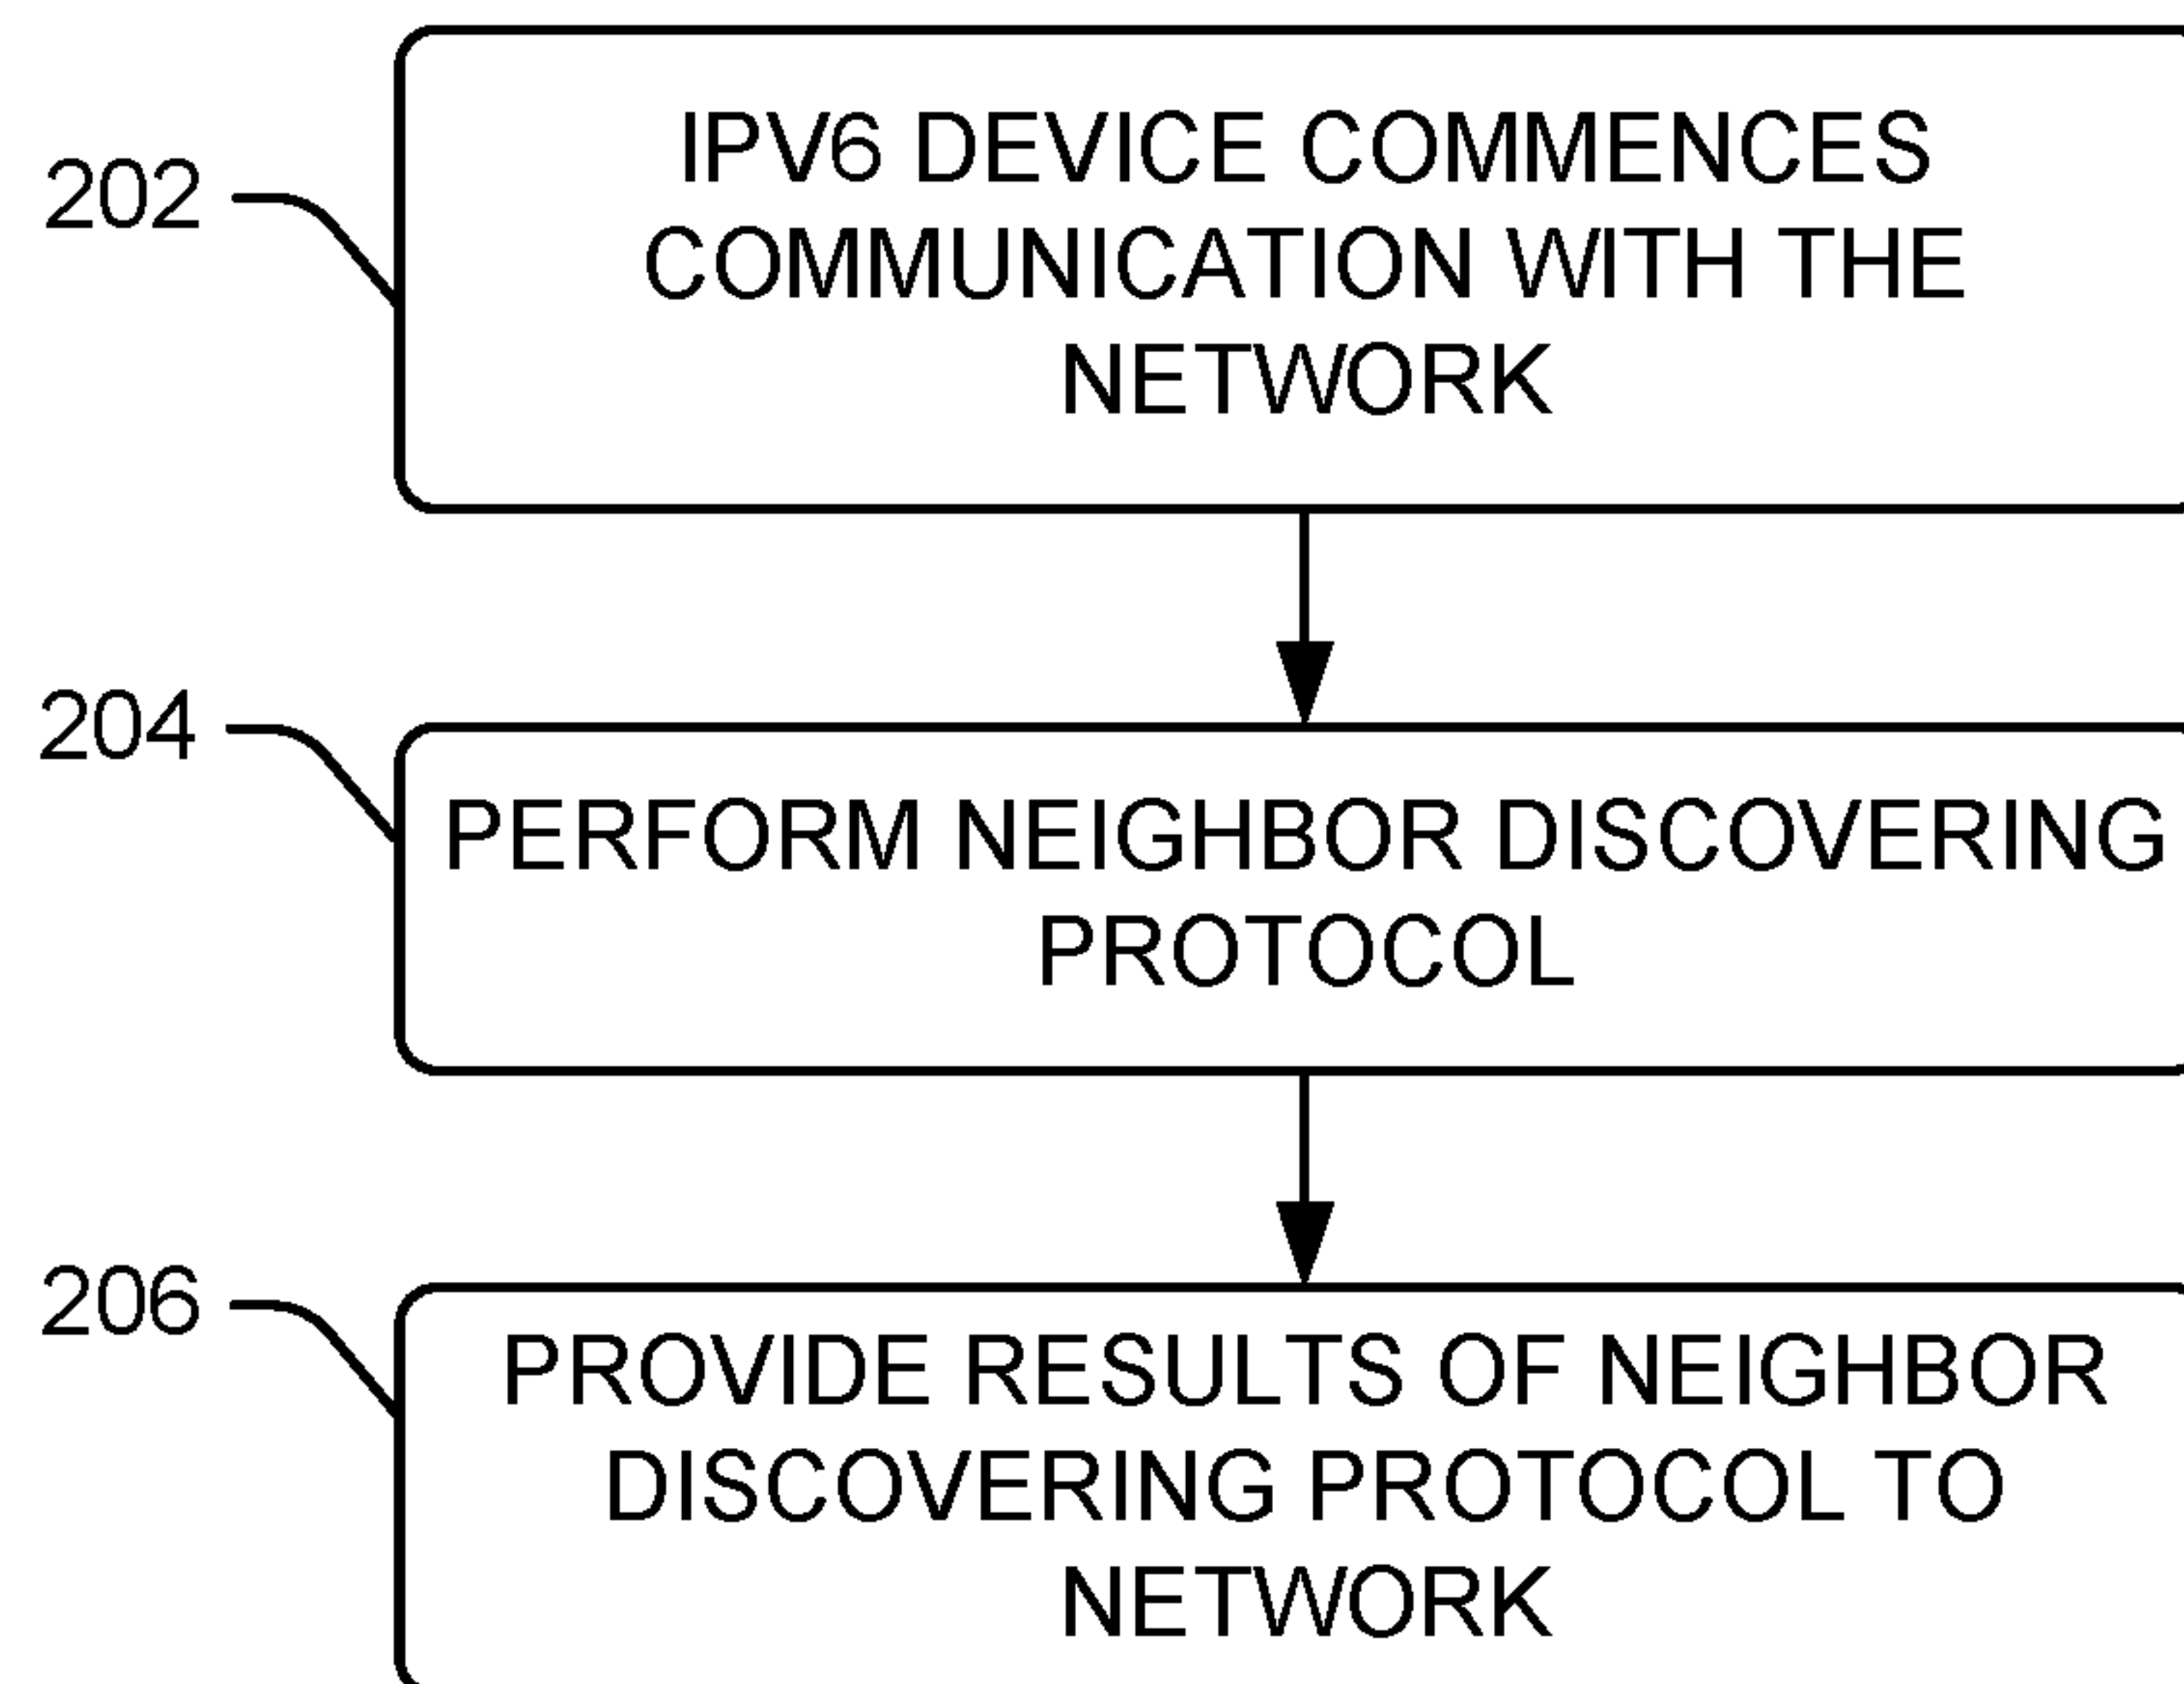 202
IPV6 DEVICE COMMENCES
COMMUNICATION WITH THE
NETWORK
204
PERFORM NEIGHBOR DISCOVERING
PROTOCOL
206
PROVIDE RESULTS OF NEIGHBOR
DISCOVERING PROTOCOL TO
NETWORK